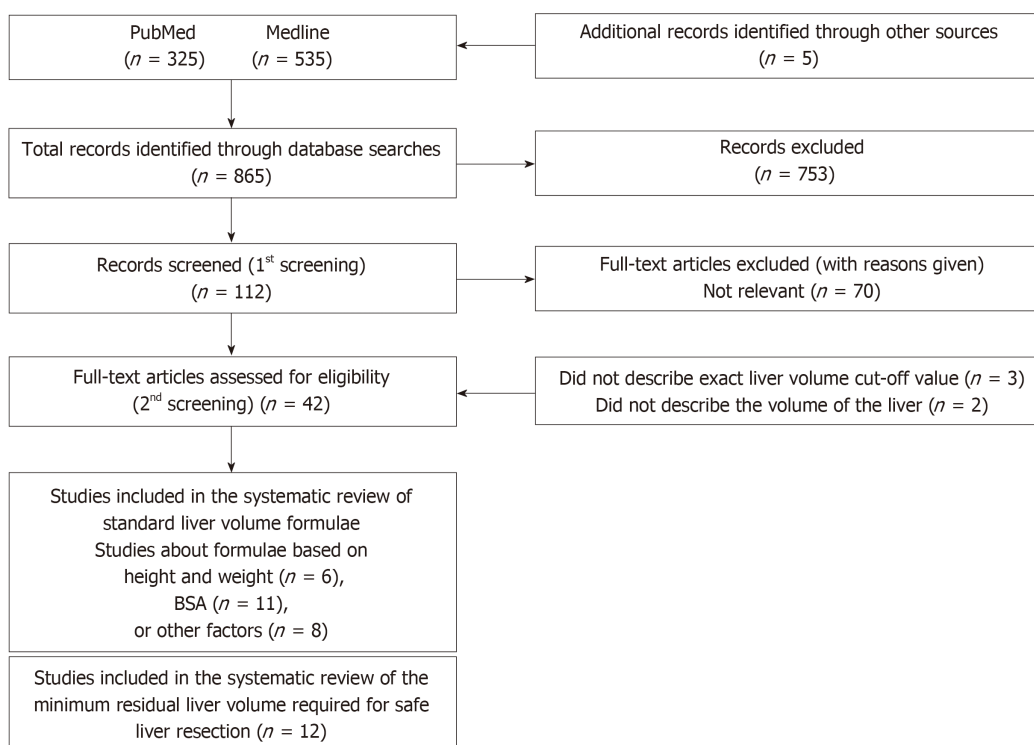 PubMed Medline
(n = 325) (n = 535)
Additional records identified through other sources
(n = 5)
Total records identified through database searches
(n = 865)
Records excluded
(n = 753)
Records screened (1st screening)
(n = 112)
Full-text articles excluded (with reasons given)
Not relevant (n = 70)
Full-text articles assessed for eligibility
(2nd screening) (n = 42)
Did not describe exact liver volume cut-off value (n = 3)
Did not describe the volume of the liver (n = 2)
Studies included in the systematic review of
standard liver volume formulae
Studies about formulae based on
height and weight (n = 6),
BSA (n = 11),
or other factors (n = 8)
Studies included in the systematic review of the
minimum residual liver volume required for safe
liver resection (n = 12)